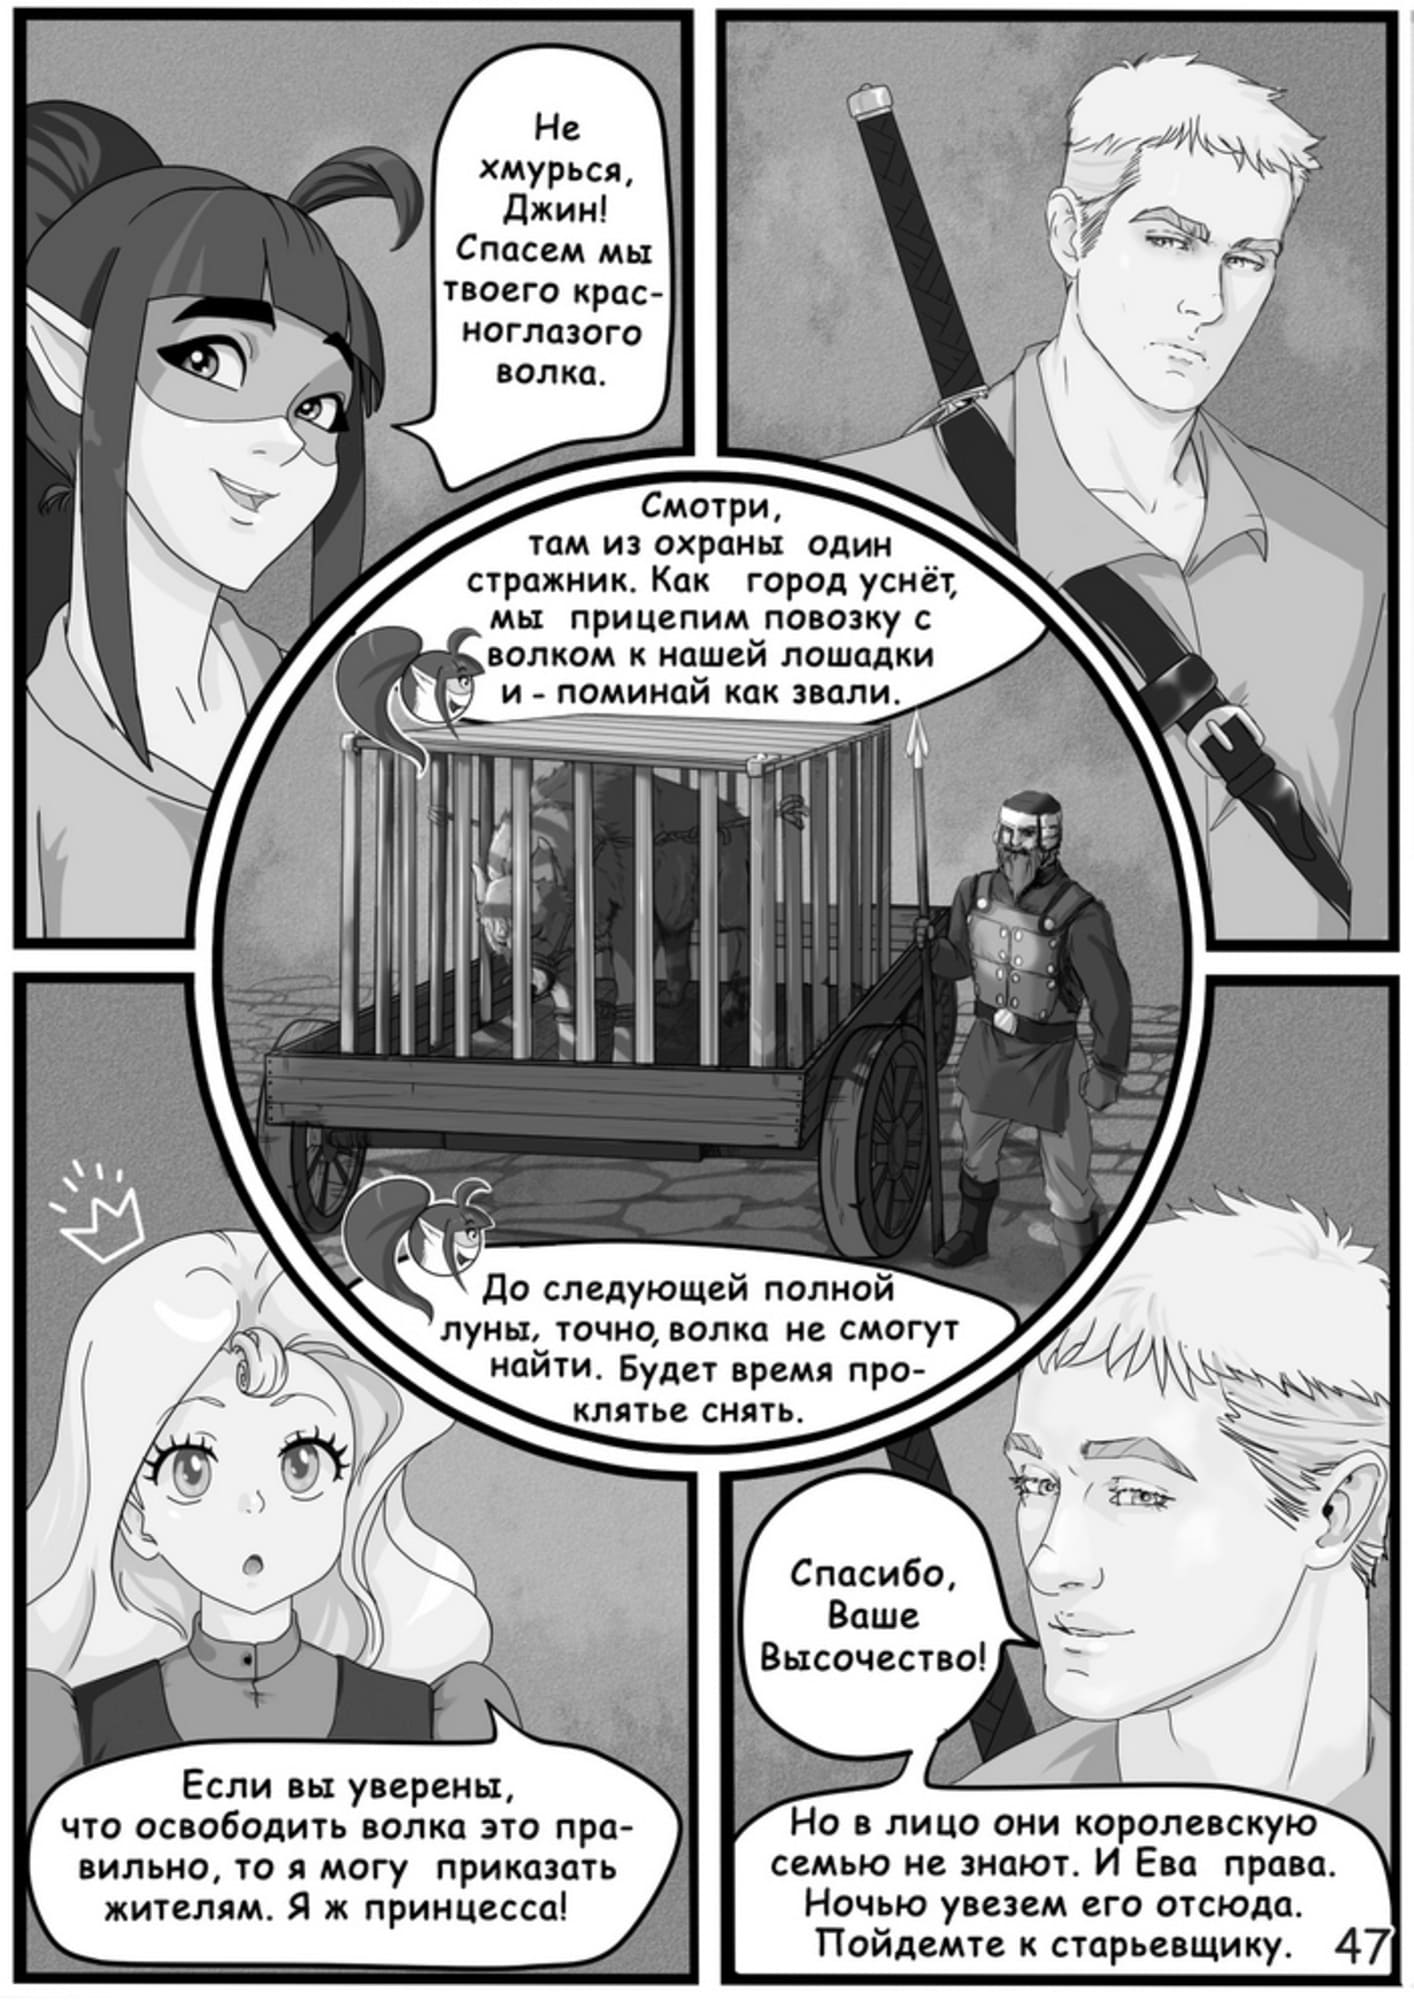 Не
хмурься,
Джин!
Спасем мы
твоего крас-
ноглазого
волка.
Смотри,
там из охраны один
стражник. Как город уснёт,
мы прицепим повозку с
волком к нашей лошадки
и - поминай как звали.
До следующей полной
луны, точно, волка не смогут
найти. Будет время про-
клятье снять.
Если вы уверены,
что освободить волка это пра-
вильно, то я могу приказать
жителям. Я ж принцесса!
Спасибо,
Ваше
Высочество!
Но в лицо они королевскую
семью не знают. И Ева права.
Ночью увезем его отсюда.
Пойдемте к старьевщику.
47